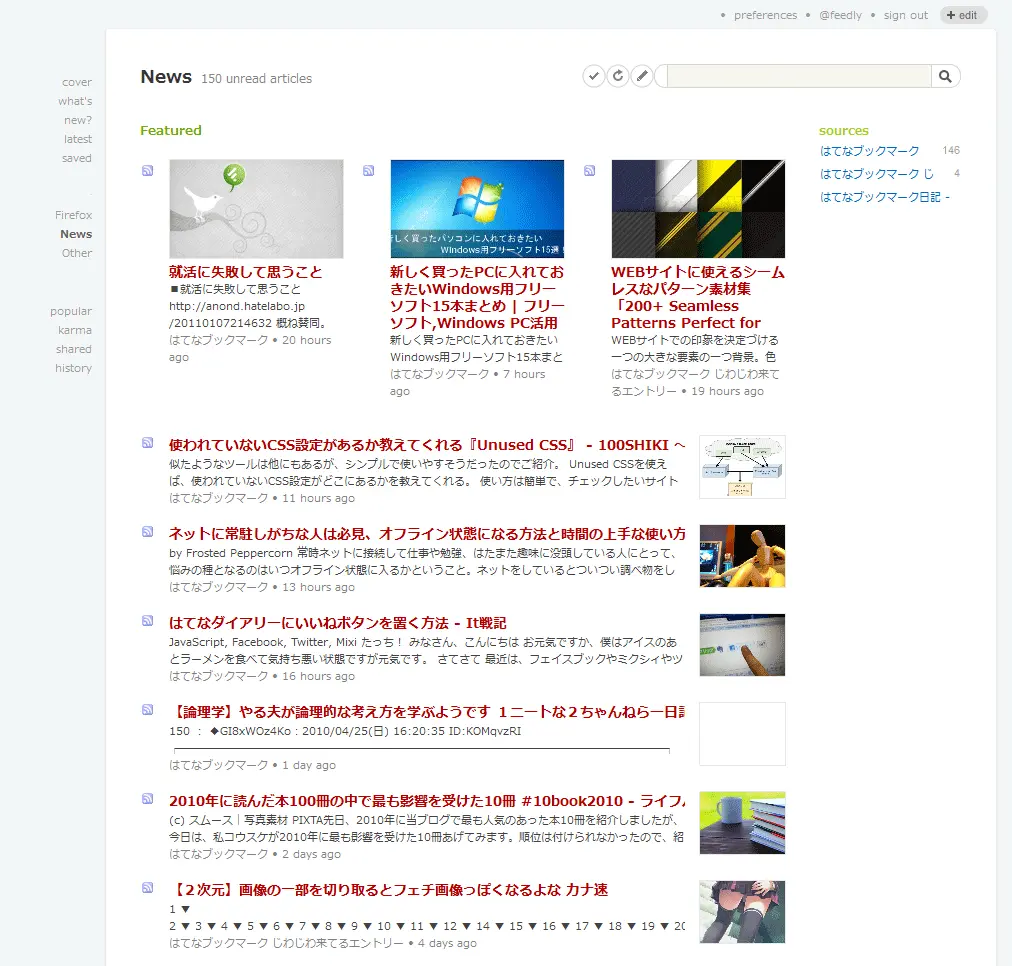 • preferences • @feedly • sign out + edit
News 150 unread articles
cover
what's
new?
latest
saved
Firefox
News
Other
popular
karma
shared
history
Featured
就活に失敗して思うこと
■就活に失敗して思うこと
http://anond.hatelabo.jp
/20110107214632 概ね賛同。
はてなブックマーク • 20 hours
ago
新しく買ったパソコンに入れておきたい
Windows用フリーソフト15選！
新しく買ったPCに入れてお
きたいWindows用フリー
ソフト15本まとめ | フリー
ソフト,Windows PC活用
新しく買ったPCに入れておきたい
Windows用フリーソフト15本まと
はてなブックマーク • 7 hours
ago
WEBサイトに使えるシーム
レスなパターン素材集
「200+ Seamless
Patterns Perfect for
WEBサイトでの印象を決定づける
一つの大きな要素の一つ背景。色
はてなブックマーク じわじわ来て
るエントリー • 19 hours ago
sources
はてなブックマーク 146
はてなブックマーク じ 4
はてなブックマーク日記 -
使われていないCSS設定があるか教えてくれる『Unused CSS』 - 100SHIKI ～
似たようなツールは他にもあるが、シンプルで使いやすそうだったのでご紹介。 Unused CSSを使え
ば、使われていないCSS設定がどこにあるかを教えてくれる。 使い方は簡単で、チェックしたいサイト
はてなブックマーク • 11 hours ago
ネットに常駐しがちな人は必見、オフライン状態になる方法と時間の上手な使い方
by Frosted Peppercorn 常時ネットに接続して仕事や勉強、はたまた趣味に没頭している人にとって、
悩みの種となるのはいつオフライン状態に入るかということ。ネットをしているとついつい調べ物をし
はてなブックマーク • 13 hours ago
はてなダイアリーにいいねボタンを置く方法 - It戦記
JavaScript, Facebook, Twitter, Mixi たっち！ みなさん、こんにちは お元気ですか、僕はアイスのあ
とラーメンを食べて気持ち悪い状態ですが元気です。 さてさて 最近は、フェイスブックやミクシィやツ
はてなブックマーク • 16 hours ago
【論理学】やる夫が論理的な考え方を学ぶようです １ニートな２ちゃんねら一日記
150 ： ◆GI8xWOz4Ko：2010/04/25(日) 16:20:35 ID:KOMqvzRI
はてなブックマーク • 1 day ago
2010年に読んだ本100冊の中で最も影響を受けた10冊 #10book2010 - ライフハ
(c) スムース｜写真素材 PIXTA先日、2010年に当ブログで最も人気のあった本10冊を紹介しましたが、
今日は、私コウスケが2010年に最も影響を受けた10冊あげてみます。順位は付けられなかったので、紹
はてなブックマーク • 2 days ago
【２次元】画像の一部を切り取るとフェチ画像っぽくなるよな カナ速
1 ▼
2 ▼ 3 ▼ 4 ▼ 5 ▼ 6 ▼ 7 ▼ 8 ▼ 9 ▼ 10 ▼ 11 ▼ 12 ▼ 14 ▼ 15 ▼ 16 ▼ 17 ▼ 18 ▼ 19 ▼ 20
はてなブックマーク じわじわ来てるエントリー • 4 days ago